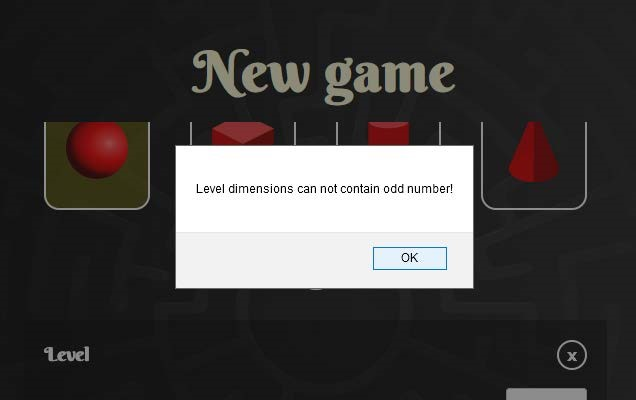 New game
Level dimensions can not contain odd number!
OK
Level
x